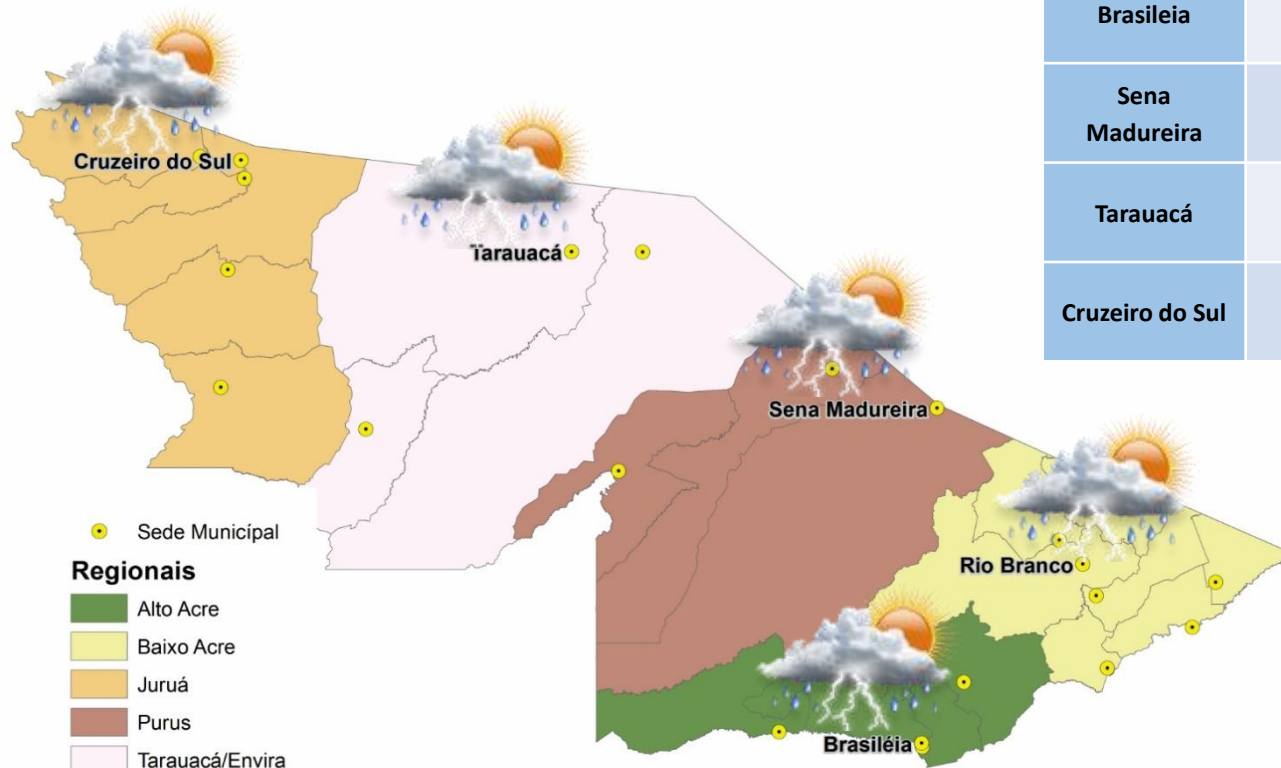 Brasileia
Sena
Madureira
Tarauacá
Cruzeiro do Sul
Cruzeiro do Sul
Tarauacá
Sena Madureira
Rio Branco
Brasiléia
Sede Municípal
Regionais
Alto Acre
Baixo Acre
Juruá
Purus
Tarauacá/Envira